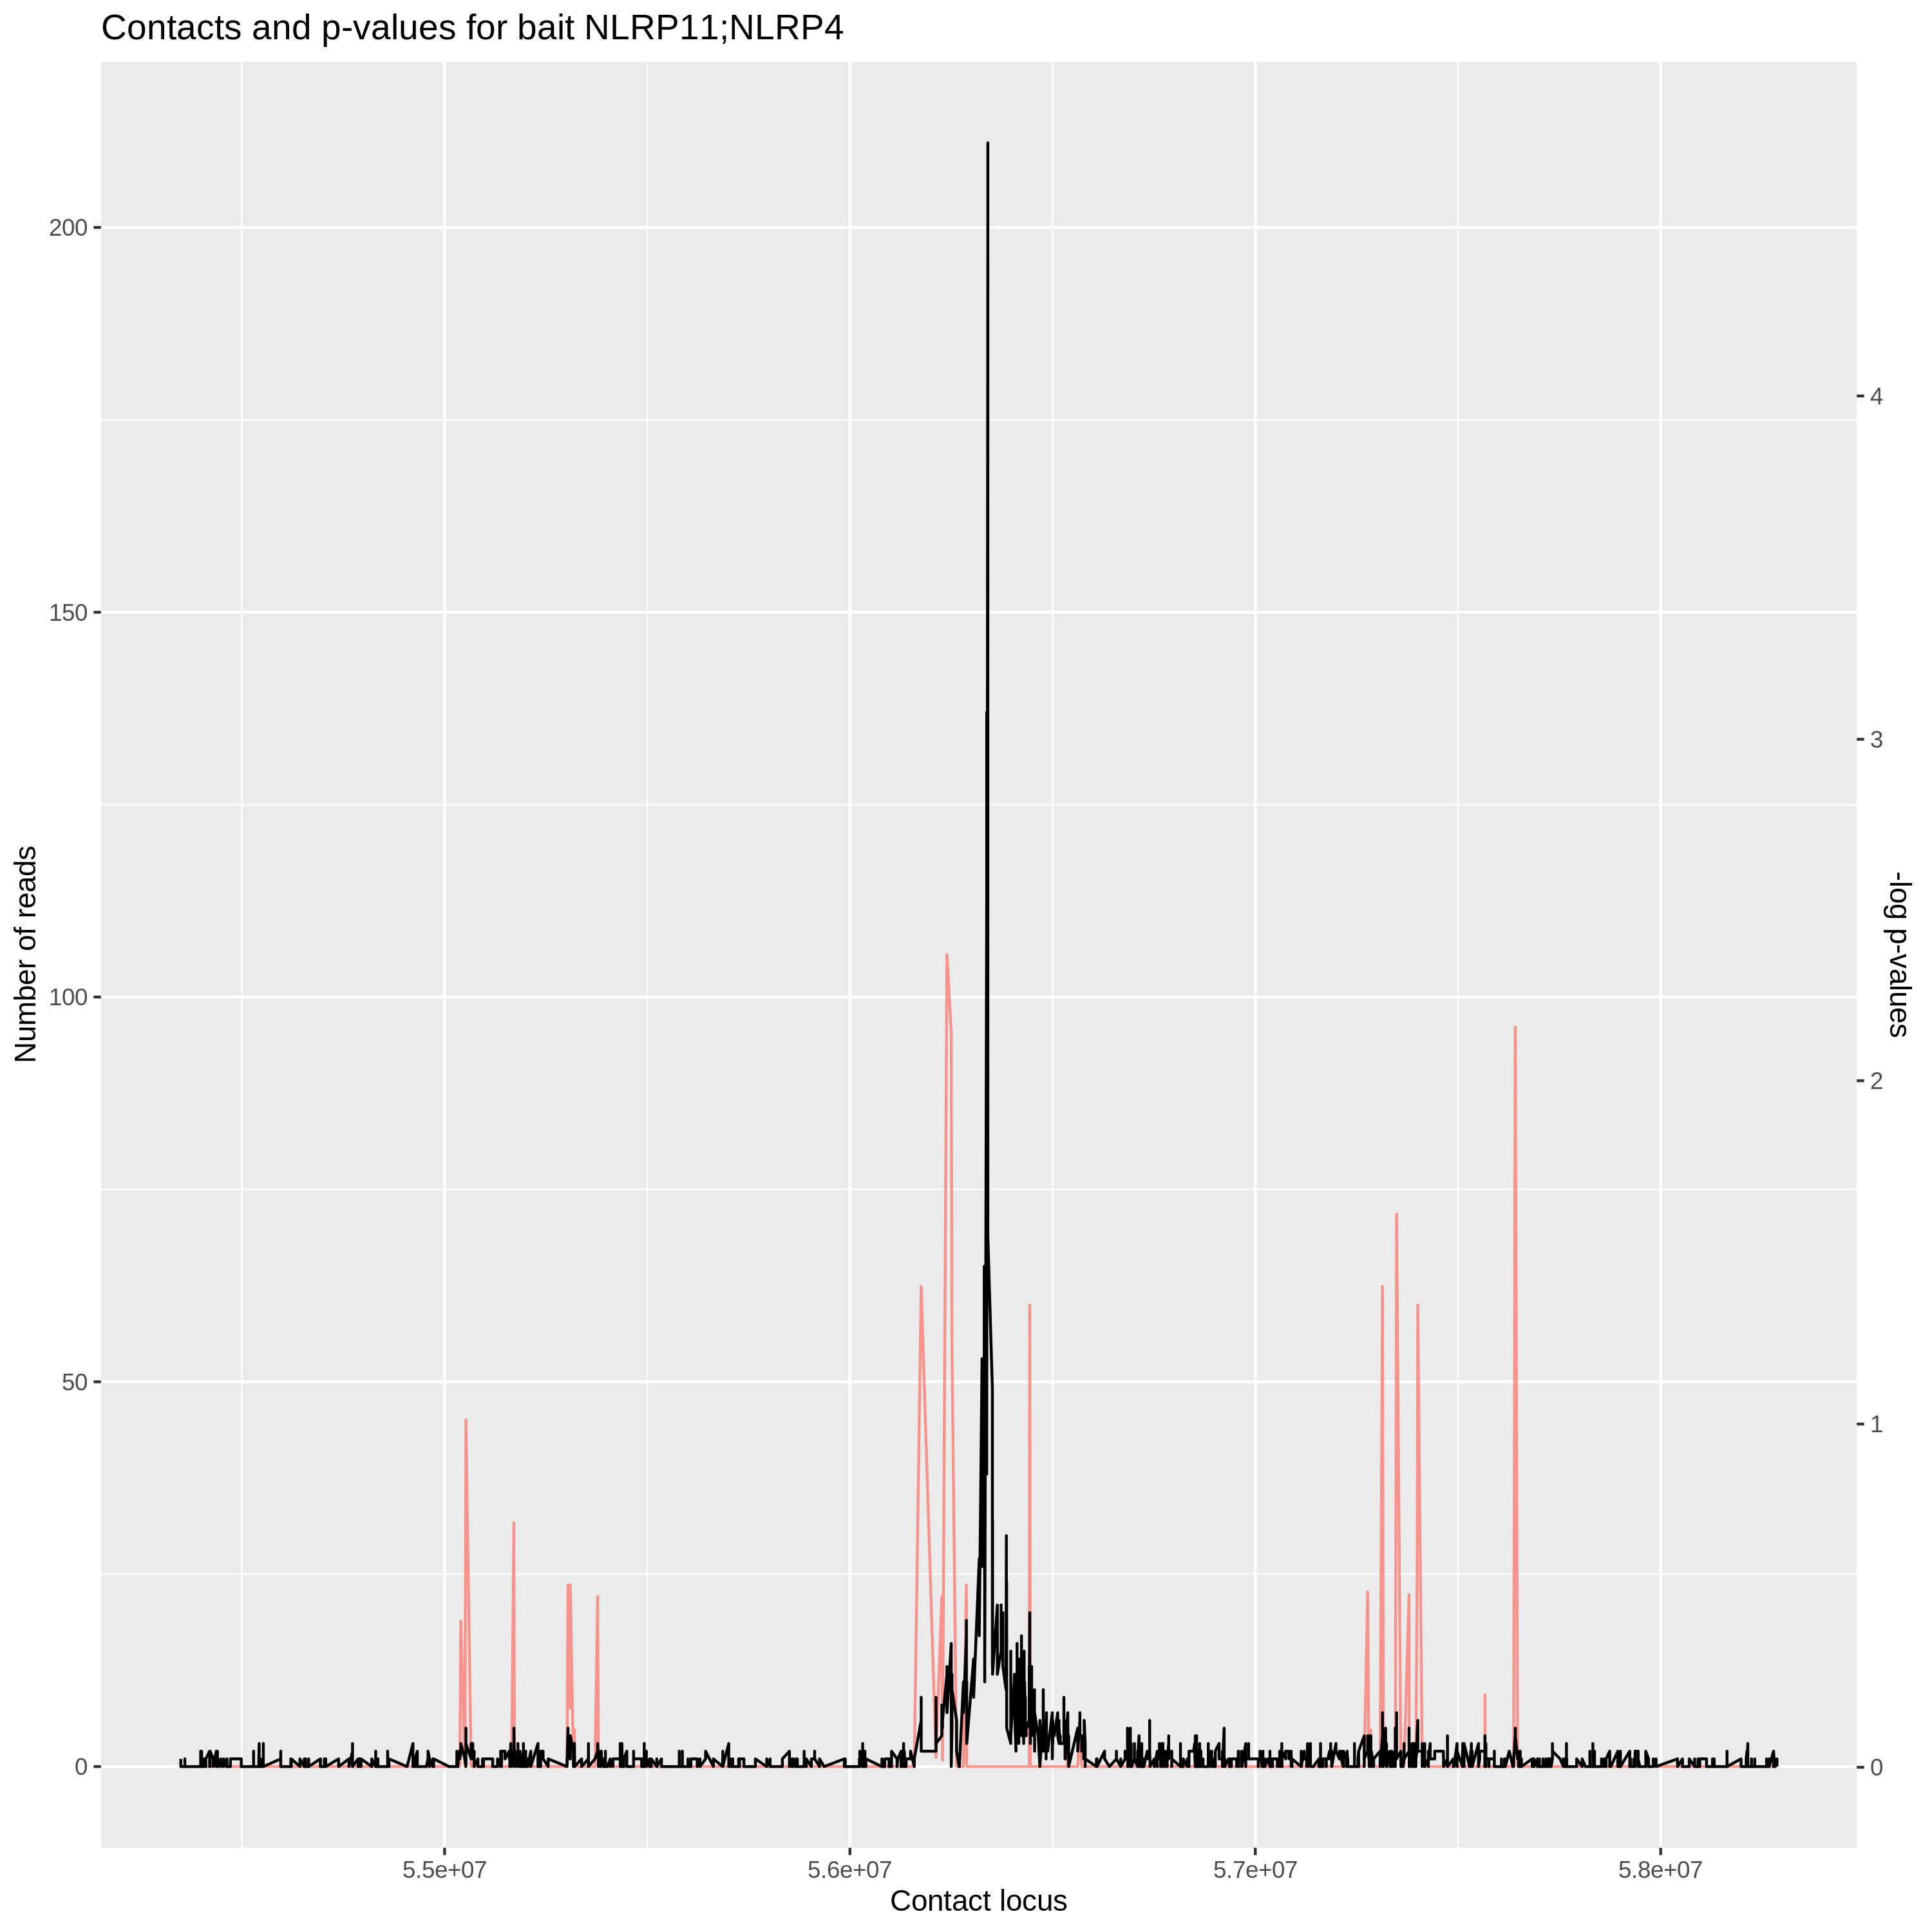 Contacts and p-values for bait NLRP11;NLRP4
Number of reads
200
150
100
50
0
4
3
2
1
0
-log p-values
5.5e+07
5.6e+07
5.7e+07
5.8e+07
Contact locus